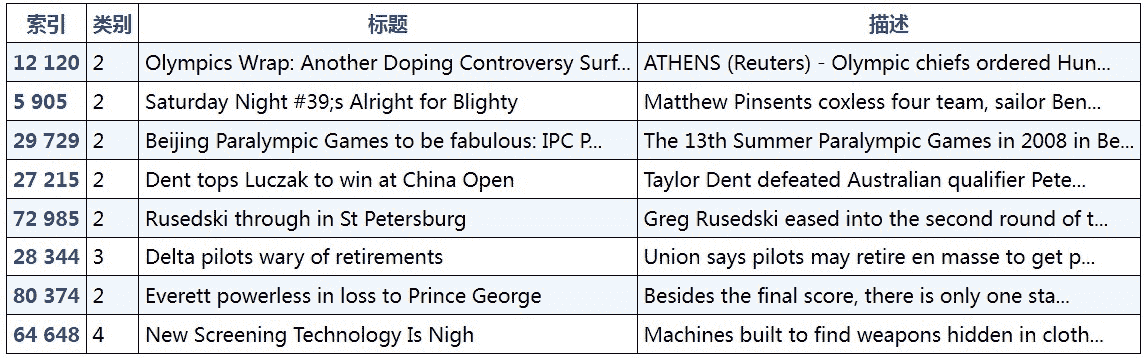 索引 类别 标题 描述
12 120 2 Olympics Wrap: Another Doping Controversy Surf... ATHENS (Reuters) - Olympic chiefs ordered Hun...
5 905 2 Saturday Night #39;s Alright for Blighty Matthew Pinsents coxless four team, sailor Ben...
29 729 2 Beijing Paralympic Games to be fabulous: IPC P... The 13th Summer Paralympic Games in 2008 in Be...
27 215 2 Dent tops Luczak to win at China Open Taylor Dent defeated Australian qualifier Pete...
72 985 2 Rusedski through in St Petersburg Greg Rusedski eased into the second round of t...
28 344 3 Delta pilots wary of retirements Union says pilots may retire en masse to get p...
80 374 2 Everett powerless in loss to Prince George Besides the final score, there is only one sta...
64 648 4 New Screening Technology Is Nigh Machines built to find weapons hidden in cloth...